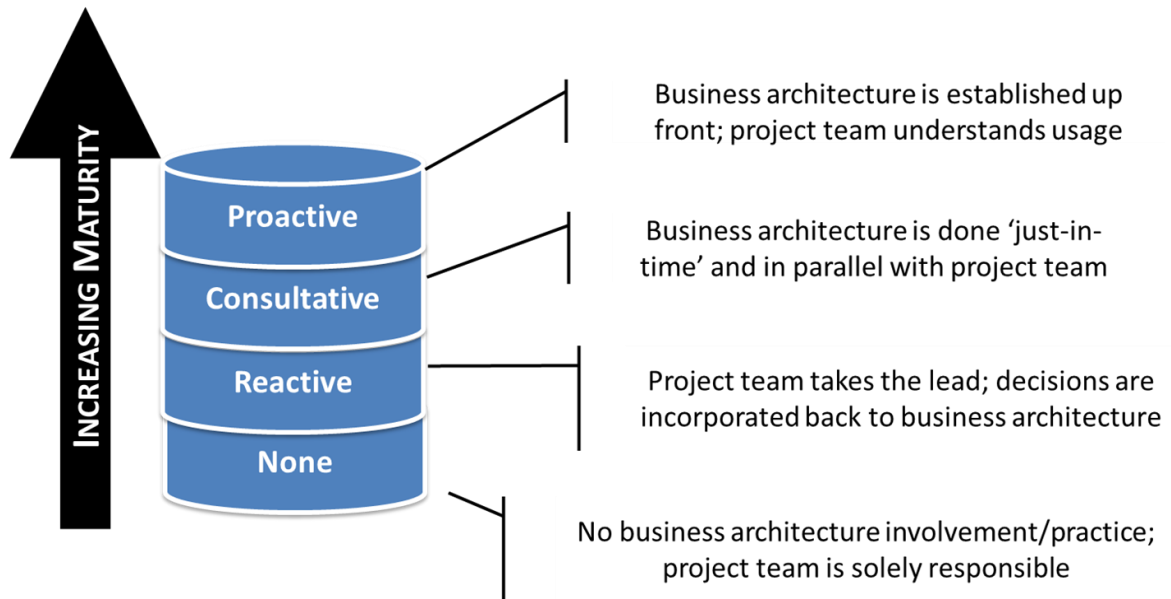 INCREASING MATURITY
Proactive
Consultative
Reactive
None
Business architecture is established up
front; project team understands usage
Business architecture is done ‘just-in-
time’ and in parallel with project team
Project team takes the lead; decisions are
incorporated back to business architecture
No business architecture involvement/practice;
project team is solely responsible